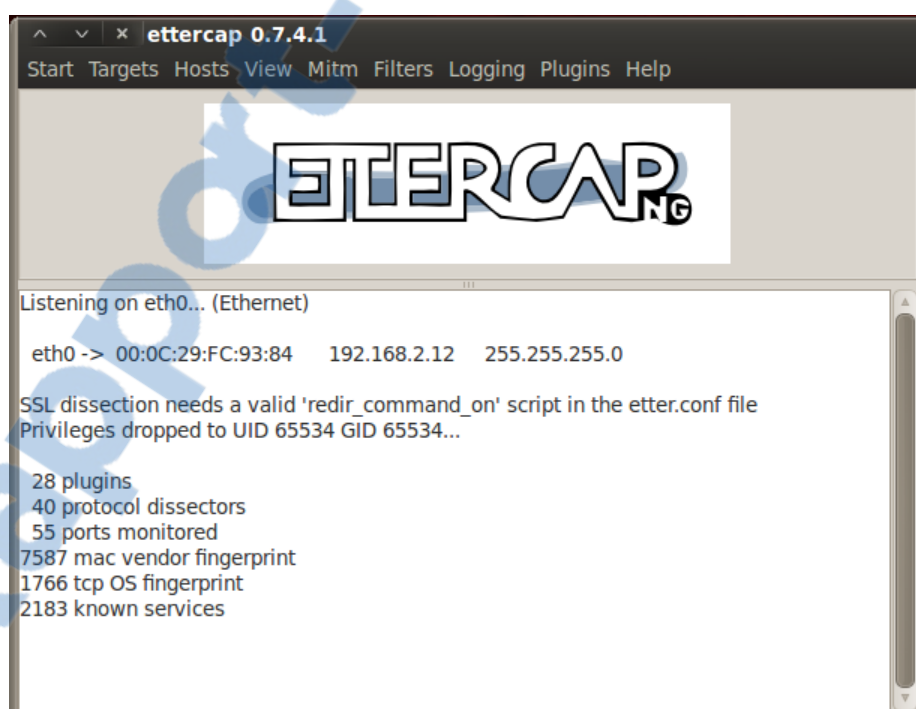 ettercap 0.7.4.1
Start Targets Hosts View Mitm Filters Logging Plugins Help
ETTERCAP
NG
Listening on eth0... (Ethernet)
eth0 -> 00:0C:29:FC:93:84 192.168.2.12 255.255.255.0
SSL dissection needs a valid 'redir_command_on' script in the etter.conf file
Privileges dropped to UID 65534 GID 65534...
28 plugins
40 protocol dissectors
55 ports monitored
7587 mac vendor fingerprint
1766 tcp OS fingerprint
2183 known services